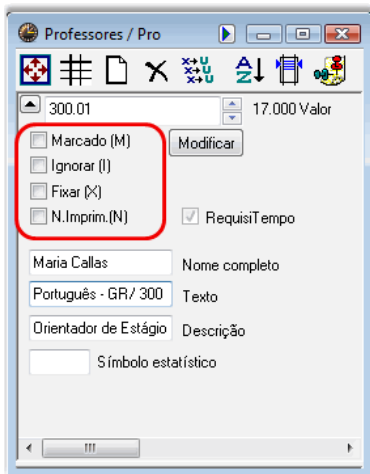 Professores / Pro
300.01 17.000 Valor
Marcado (M) Modificar
Ignorar (I)
Fixar (X)
N.Imprim.(N) RequisiTempo
Maria Callas Nome completo
Português - GR/ 300 Texto
Orientador de Estágio Descrição
Símbolo estatístico